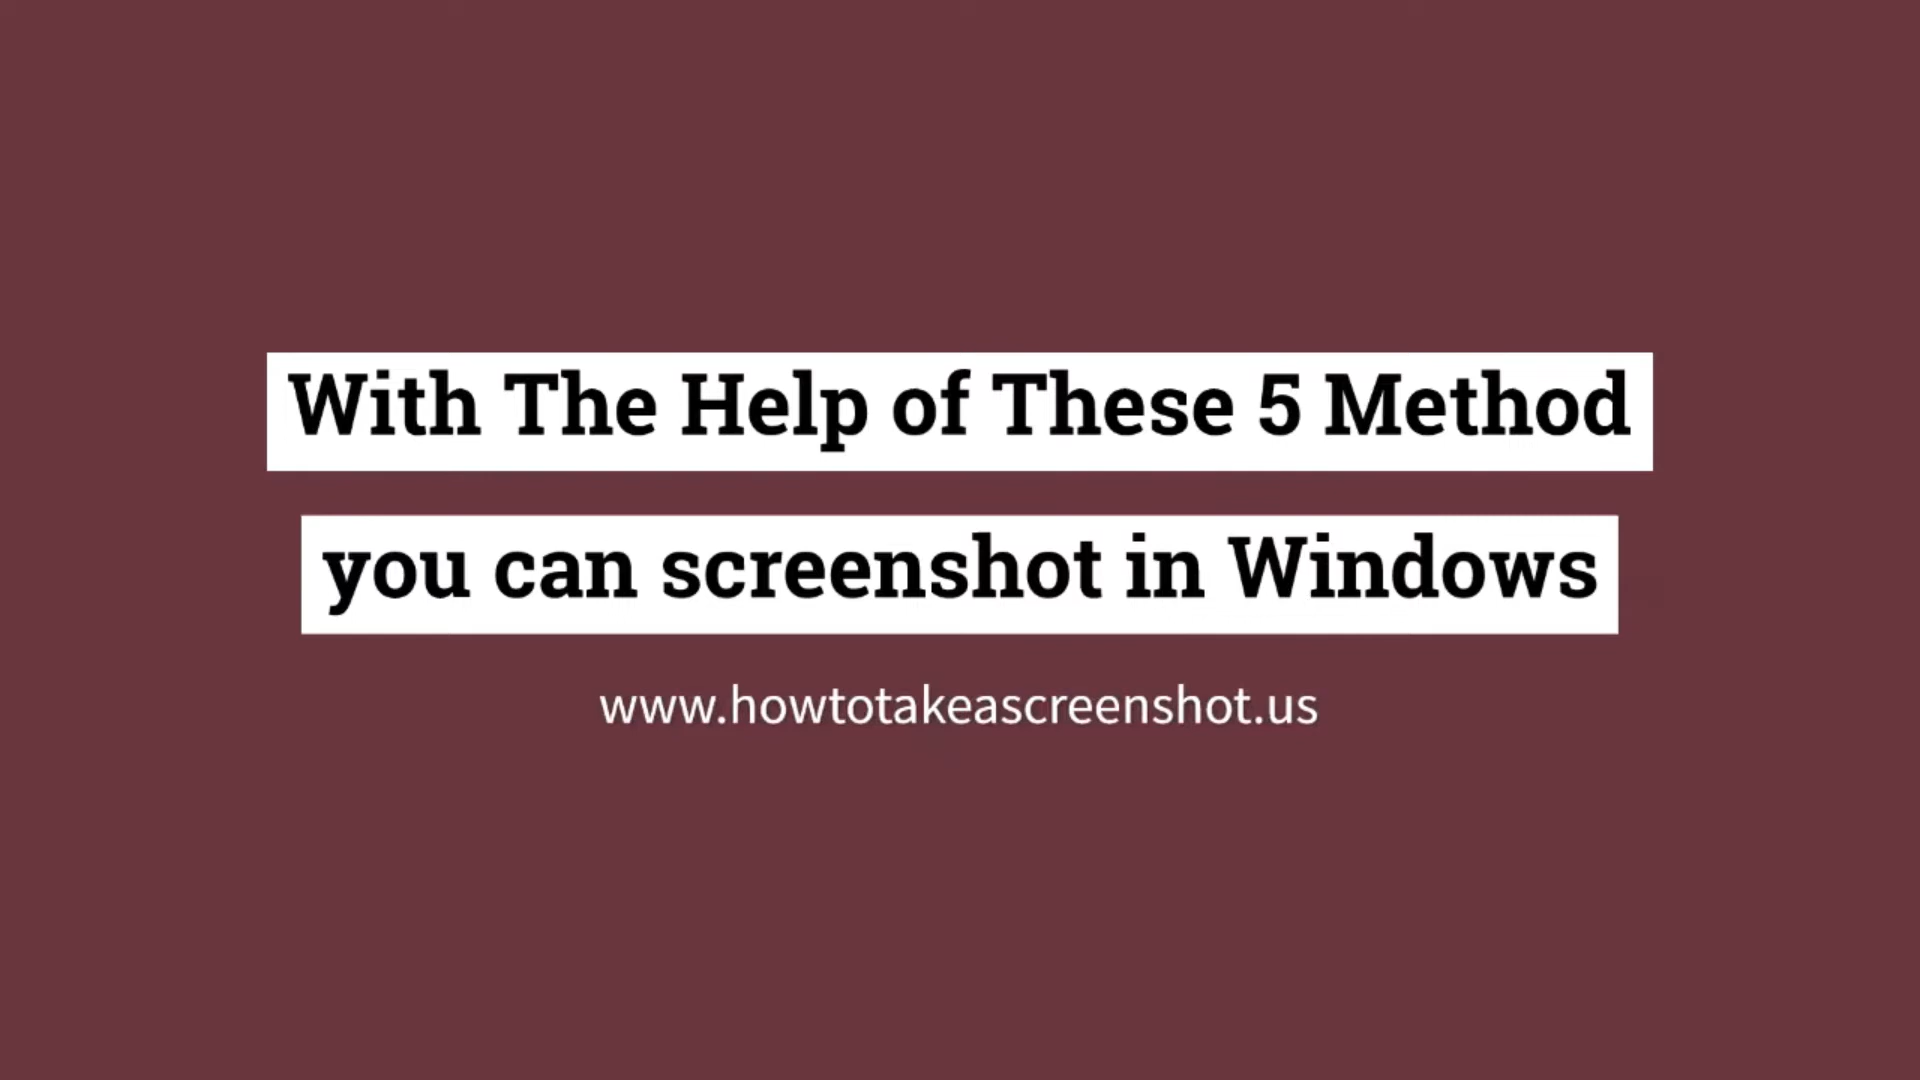 With The Help of These 5 Method
you can screenshot in Windows
www.howtotakeascreenshot.us